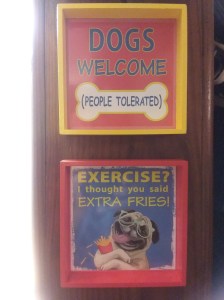 DOGS
WELCOME
(PEOPLE TOLERATED)
EXERCISE?
I thought you said
EXTRA FRIES!